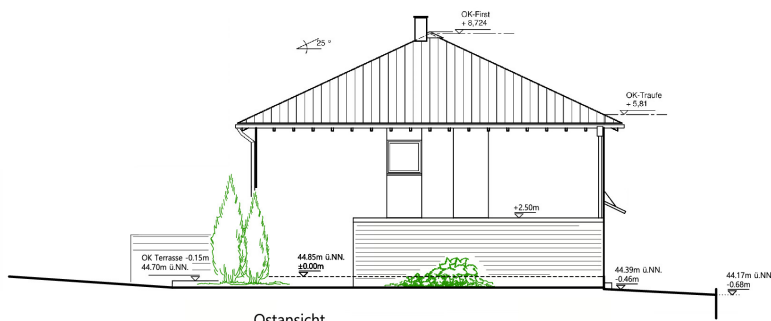 OK-First
+ 8,724
25 °
OK-Traufe
+ 5,81
+2.50m
OK Terrasse -0.15m
44.70m ü.NN.
44.85m ü.NN.
±0.00m
44.39m ü.NN.
-0.46m
44.17m ü.NN
-0.68m
Ostansicht